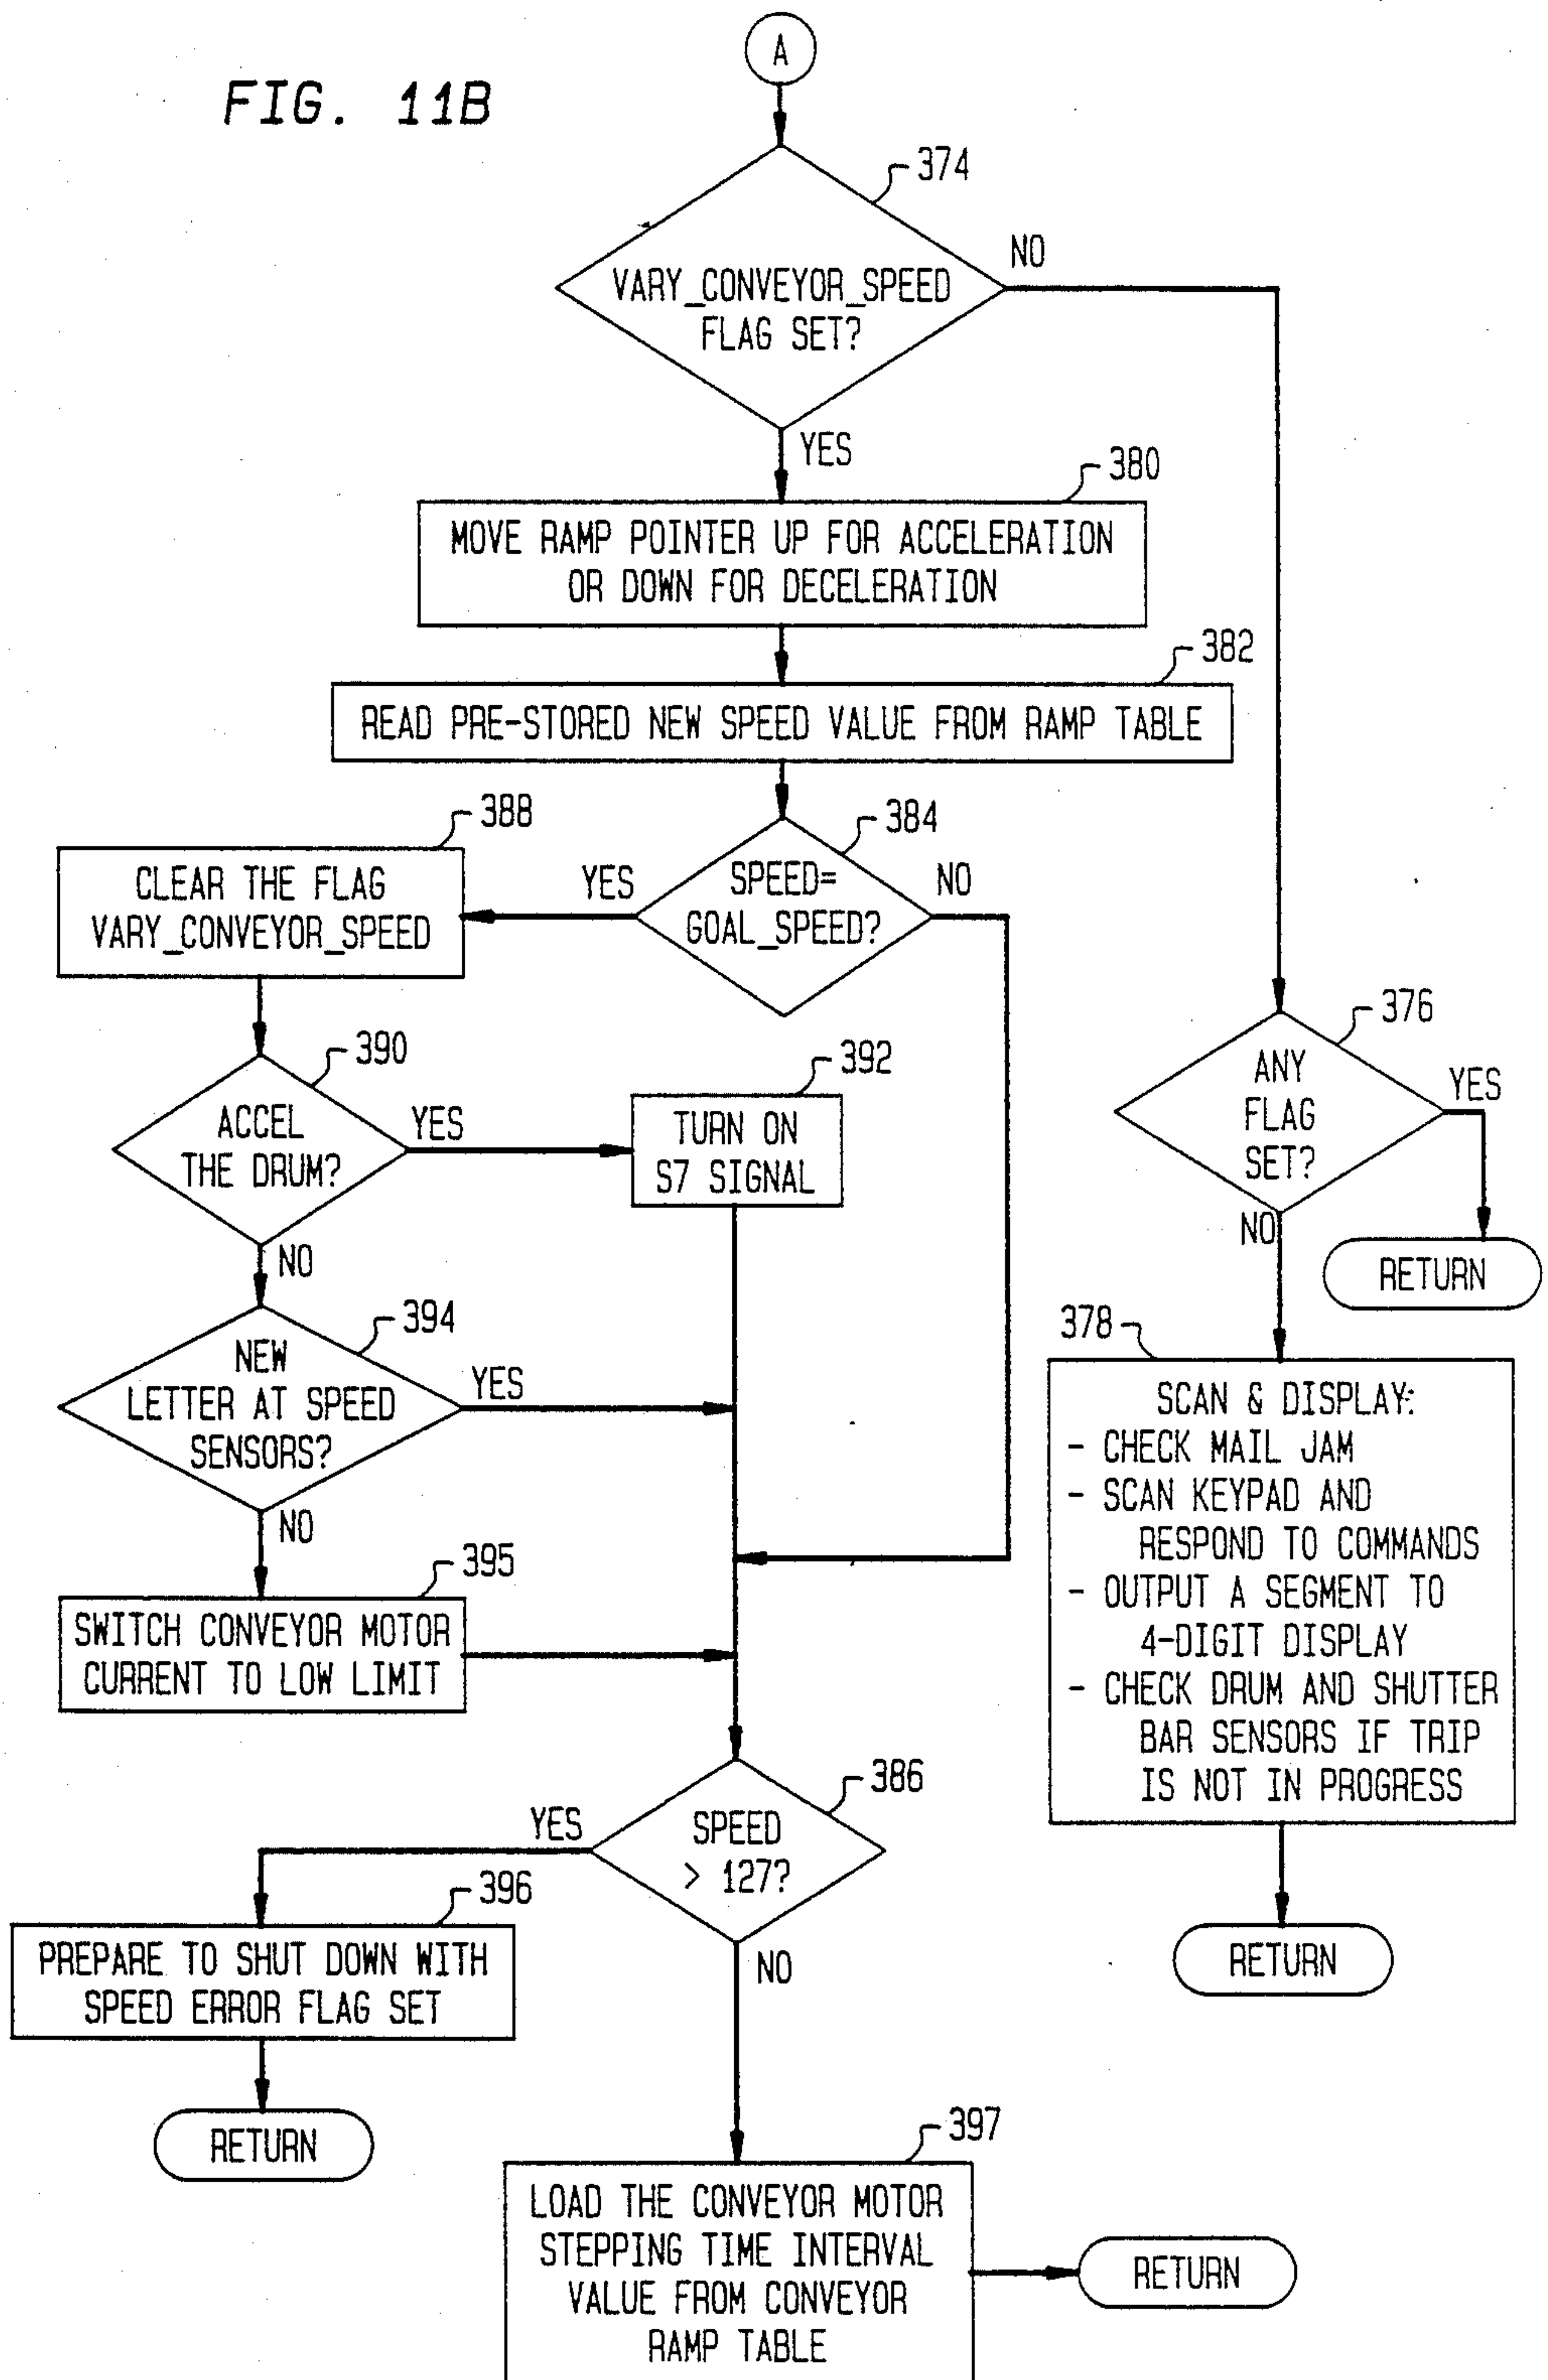 FIG. 11B
A
374
VARY_CONVEYOR_SPEED
FLAG SET?
NO
YES
380
MOVE RAMP POINTER UP FOR ACCELERATION
OR DOWN FOR DECELERATION
382
READ PRE-STORED NEW SPEED VALUE FROM RAMP TABLE
384
SPEED=
GOAL_SPEED?
YES
NO
388
CLEAR THE FLAG
VARY_CONVEYOR_SPEED
390
ACCEL
THE DRUM?
YES
NO
392
TURN ON
S7 SIGNAL
376
ANY
FLAG
SET?
YES
RETURN
NO
394
NEW
LETTER AT SPEED
SENSORS?
YES
NO
378
SCAN & DISPLAY:
- CHECK MAIL JAM
- SCAN KEYPAD AND
RESPOND TO COMMANDS
- OUTPUT A SEGMENT TO
4-DIGIT DISPLAY
- CHECK DRUM AND SHUTTER
BAR SENSORS IF TRIP
IS NOT IN PROGRESS
RETURN
395
SWITCH CONVEYOR MOTOR
CURRENT TO LOW LIMIT
386
SPEED
> 127?
YES
NO
396
PREPARE TO SHUT DOWN WITH
SPEED ERROR FLAG SET
RETURN
397
LOAD THE CONVEYOR MOTOR
STEPPING TIME INTERVAL
VALUE FROM CONVEYOR
RAMP TABLE
RETURN